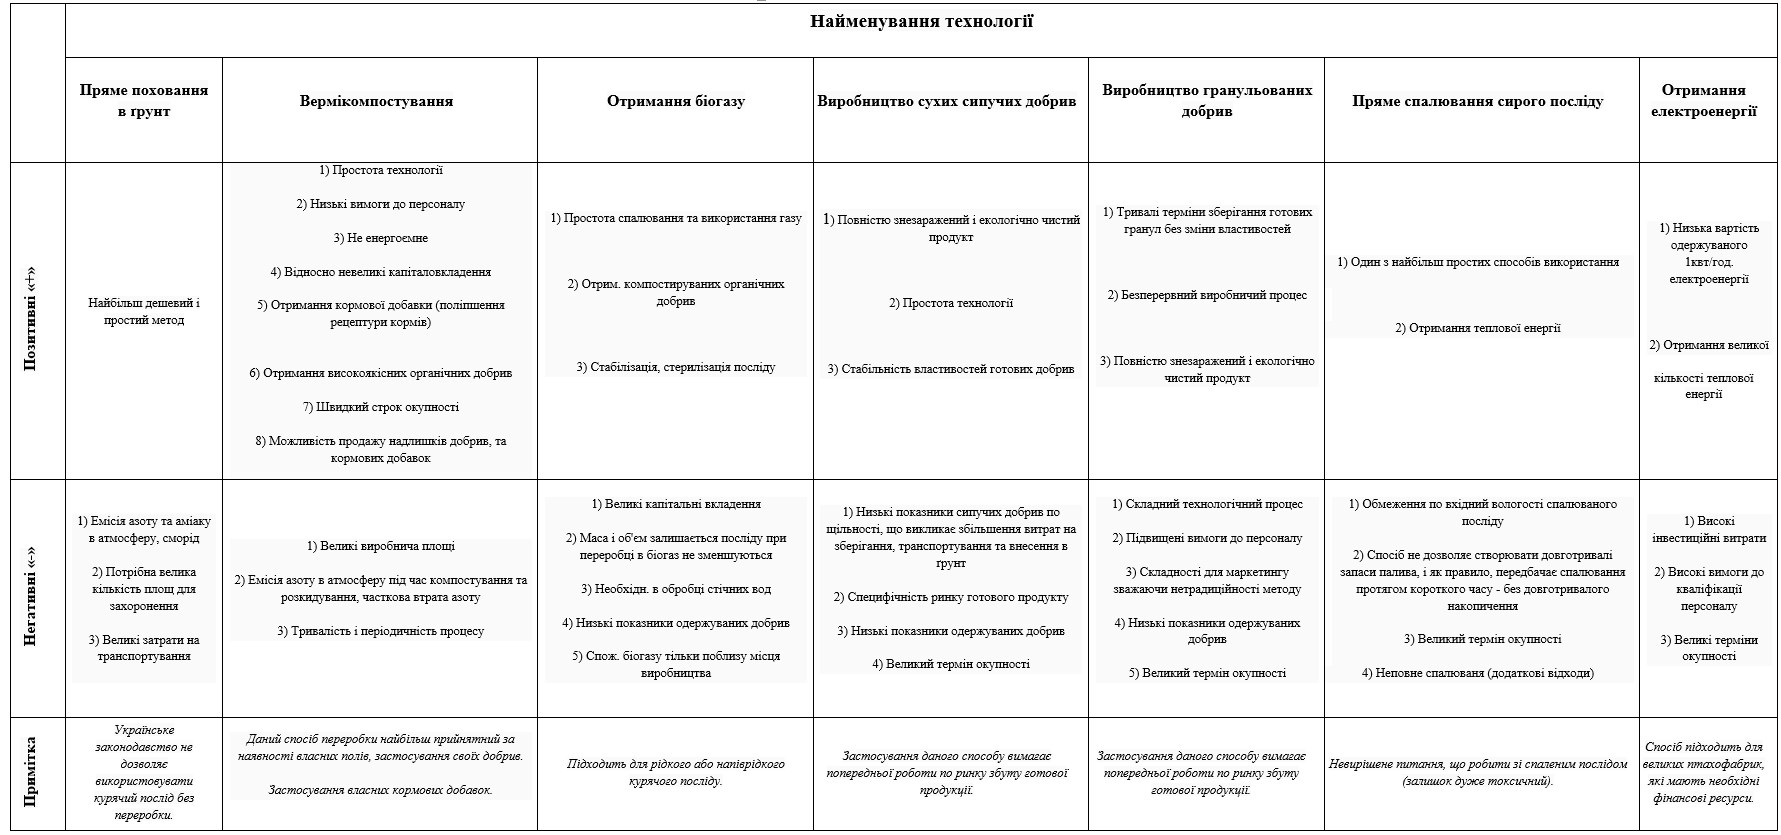 Найменування технології
Пряме поховання
в ґрунт
Вермікомпостування
Отримання біогазу
Виробництво сухих сипучих добрив
Виробництво гранульованих
добрив
Пряме спалювання сирого посліду
Отримання
електроенергії
Позитивні «+»
Найбільш дешевий і
простий метод
1) Простота технології
2) Низькі вимоги до персоналу
3) Не енергоємне
4) Відносно невеликі капіталовкладення
5) Отримання кормової добавки (поліпшення
рецептури кормів)
6) Отримання високоякісних органічних добрив
7) Швидкий строк окупності
8) Можливість продажу надлишків добрив, та
кормових добавок
1) Простота спалювання та використання газу
2) Отрим. компостируваних органічних
добрив
3) Стабілізація, стерилізація посліду
1) Повністю знезаражений і екологічно чистий
продукт
2) Простота технології
3) Стабільність властивостей готових добрив
1) Тривалі терміни зберігання готових
гранул без зміни властивостей
2) Безперервний виробничий процес
3) Повністю знезаражений і екологічно
чистий продукт
1) Один з найбільш простих способів використання
2) Отримання теплової енергії
1) Низька вартість
одержуваного
1квт/год.
електроенергії
2) Отримання великої
кількості теплової
енергії
Негативні «-»
1) Емісія азоту та аміаку
в атмосферу, сморід
2) Потрібна велика
кількість площ для
захоронення
3) Великі затрати на
транспортування
1) Великі виробнича площі
2) Емісія азоту в атмосферу під час компостування та
розкидування, часткова втрата азоту
3) Тривалість і періодичність процесу
1) Великі капітальні вкладення
2) Маса і об'єм залишається посліду при
переробці в біогаз не зменшуються
3) Необхідн. в обробці стічних вод
4) Низькі показники одержуваних добрив
5) Спож. біогазу тільки поблизу місця
виробництва
1) Низькі показники сипучих добрив по
щільності, що викликає збільшення витрат на
зберігання, транспортування та внесення в
ґрунт
2) Специфічність ринку готового продукту
3) Низькі показники одержуваних добрив
4) Великий термін окупності
1) Складний технологічний процес
2) Підвищені вимоги до персоналу
3) Складності для маркетингу
зважаючи нетрадиційності методу
4) Низькі показники одержуваних
добрив
5) Великий термін окупності
1) Обмеження по вхідний вологості спалюваного
посліду
2) Спосіб не дозволяє створювати довготривалі
запаси палива, і як правило, передбачає спалювання
протягом короткого часу - без довготривалого
накопичення
3) Великий термін окупності
4) Неповне спалюваня (додаткові відходи)
1) Високі
інвестиційні витрати
2) Високі вимоги до
кваліфікації
персоналу
3) Великі терміни
окупності
Примітка
Українське
законодавство не
дозволяє
використовувати
курячий послід без
переробки.
Даний спосіб переробки найбільш прийнятний за
наявності власних полів, застосування своїх добрив.
Застосування власних кормових добавок.
Підходить для рідкого або напіврідкого
курячого посліду.
Застосування даного способу вимагає
попередньої роботи по ринку збуту готової
продукції.
Застосування даного способу вимагає
попередньої роботи по ринку збуту
готової продукції.
Невирішене питання, що робити зі спаленим послідом
(залишок дуже токсичний).
Спосіб підходить для
великих птахофабрик,
які мають необхідні
фінансові ресурси.